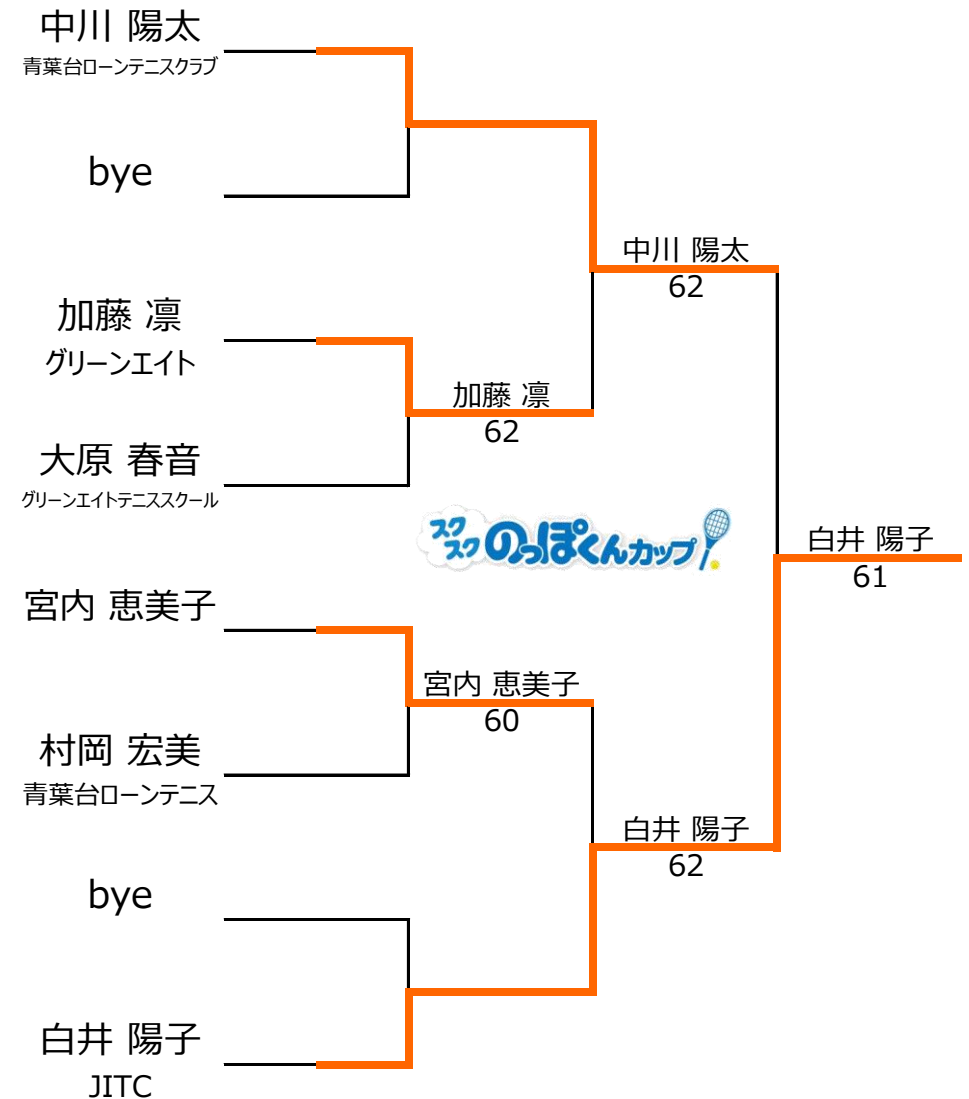 中川 陽太
青葉台ローンテニスクラブ
bye
中川 陽太
62
加藤 凛
グリーンエイト
加藤 凛
62
大原 春音
グリーンエイトテニススクール
スクスクのっぽくんカップ
白井 陽子
61
宮内 恵美子
宮内 恵美子
60
村岡 宏美
青葉台ローンテニス
白井 陽子
62
bye
白井 陽子
JITC